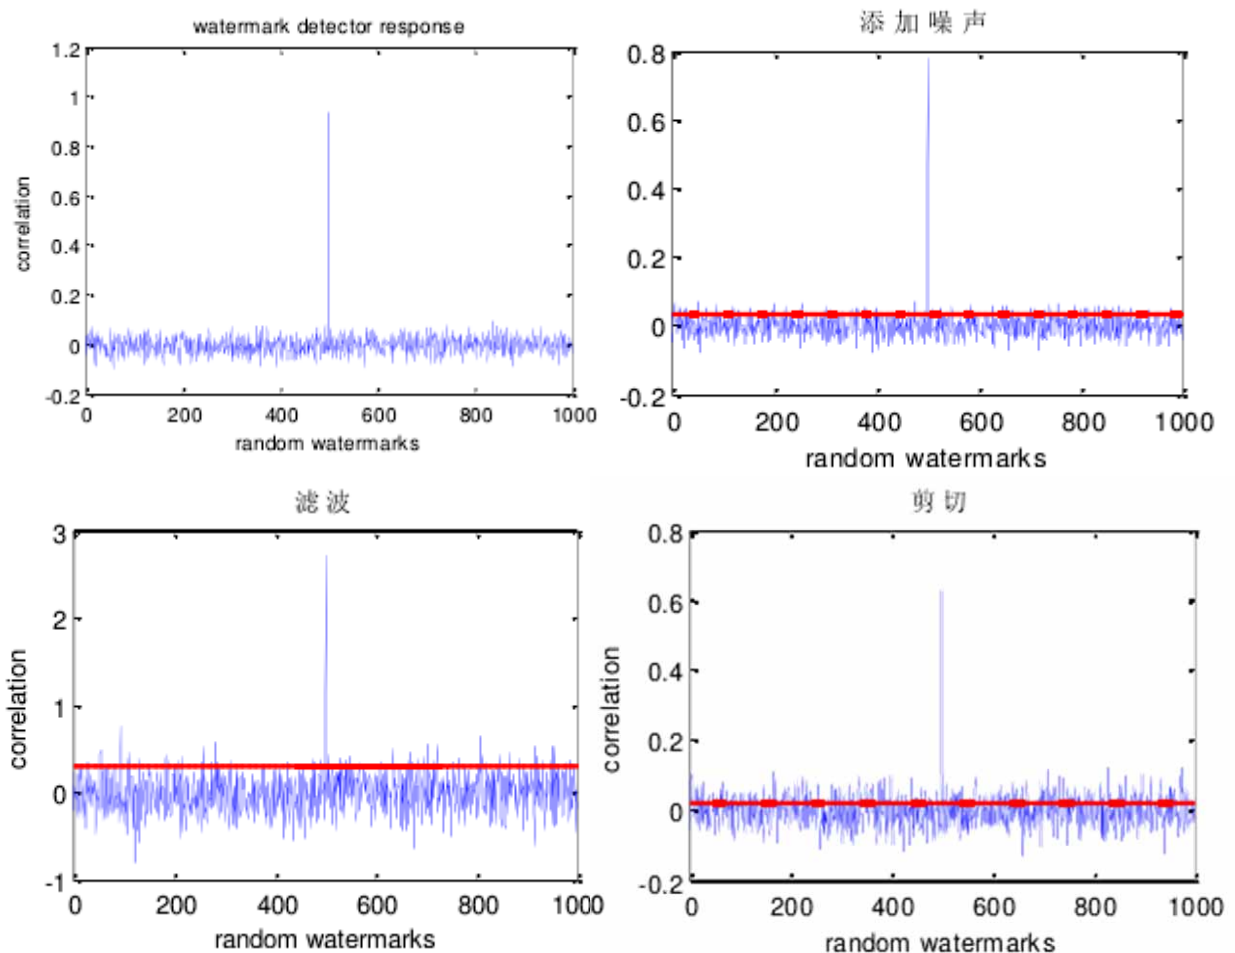 watermark detector response
1.2
1
0.8
0.6
0.4
0.2
0
-0.2
correlation
0 200 400 600 800 1000
random watermarks
添加噪声
0.8
0.6
0.4
0.2
0
-0.2
0 200 400 600 800 1000
random watermarks
滤波
3
2
1
0
-1
correlation
0 200 400 600 800 1000
random watermarks
剪切
0.8
0.6
0.4
0.2
0
-0.2
correlation
0 200 400 600 800 1000
random watermarks